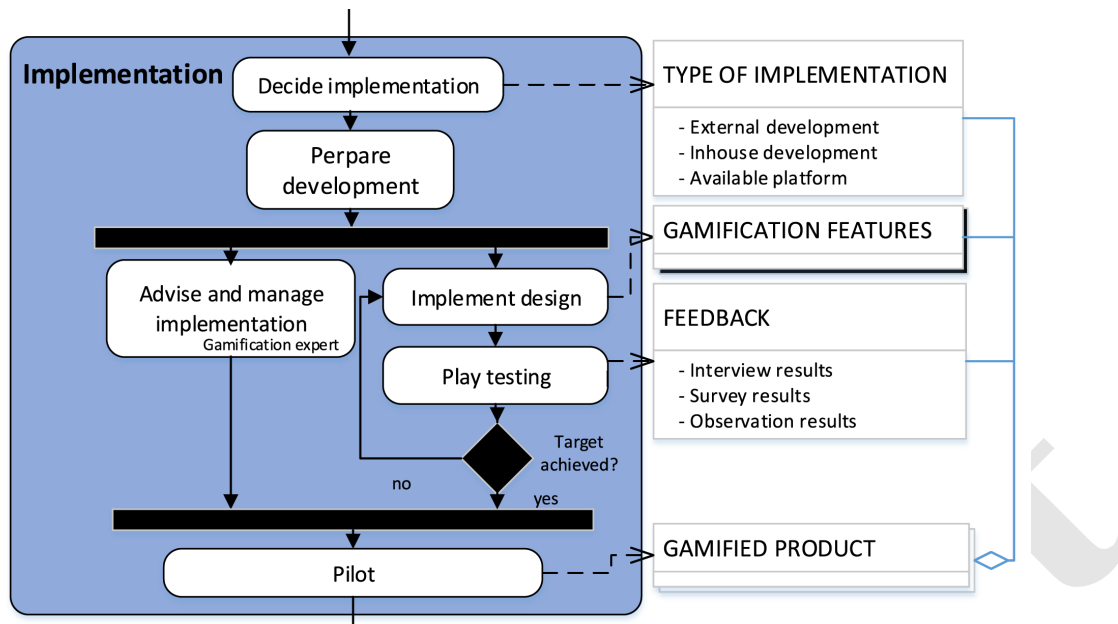 Implementation
Decide implementation
Perpare
development
Advise and manage
implementation
Gamification expert
Implement design
Play testing
Target
achieved?
no
yes
Pilot
TYPE OF IMPLEMENTATION
- External development
- Inhouse development
- Available platform
GAMIFICATION FEATURES
FEEDBACK
- Interview results
- Survey results
- Observation results
GAMIFIED PRODUCT